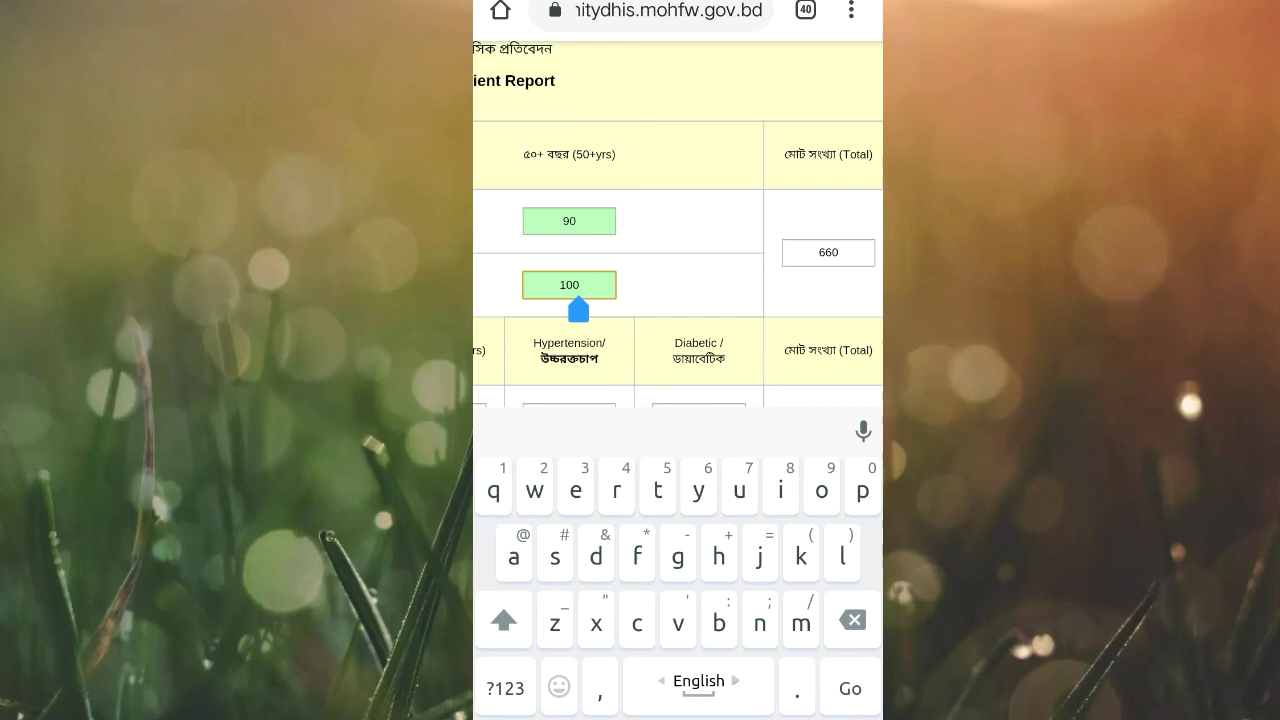 nitydhis.mohfw.gov.bd
40
সিক প্রতিবেদন
ient Report
৫০+ বছর (50+yrs)
মোট সংখ্যা (Total)
90
660
100
rs)
Hypertension/
উচ্চরক্তচাপ
Diabetic /
ডায়াবেটিক
মোট সংখ্যা (Total)
1 2 3 4 5 6 7 8 9 0
q w e r t y u i o p
@ # & * - + = ( )
a s d f g h j k l
_ " ' : ; /
z x c v b n m
?123 , English . Go